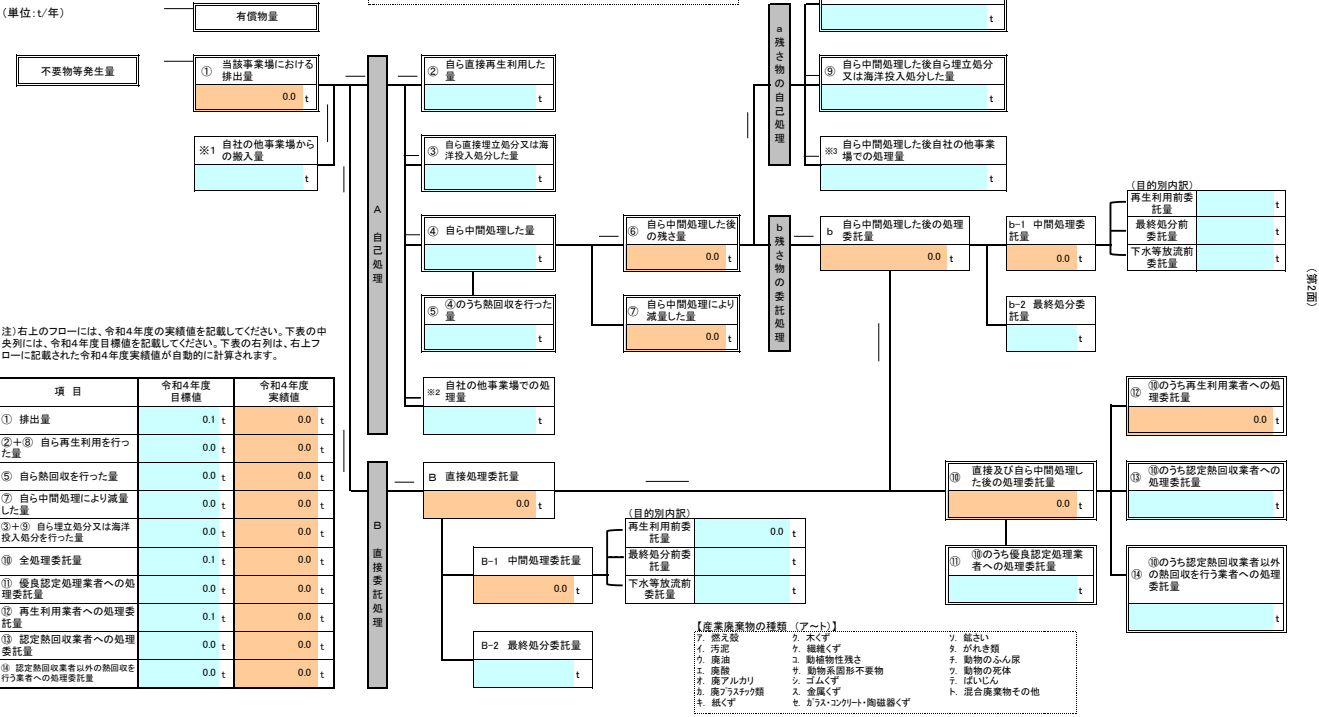 (単位:t/年)
有償物量
t
不要物等発生量
① 当該事業場における
排出量
0.0 t
※1 自社の他事業場から
の搬入量
t
A 自己処理
② 自ら直接再生利用した
量
t
③ 自ら直接埋立処分又は海
洋投入処分した量
t
④ 自ら中間処理した量
t
⑤ ④のうち熱回収を行った
量
t
※2 自社の他事業場での処
理量
t
⑥ 自ら中間処理した後
の残さ量
0.0 t
⑦ 自ら中間処理により
減量した量
0.0 t
a 残さ物の自己処理
⑨ 自ら中間処理した後自ら埋立処分
又は海洋投入処分した量
t
※3 自ら中間処理した後自社の他事業
場での処理量
t
b 残さ物の委託処理
b 自ら中間処理した後の処理
委託量
0.0 t
b-1 中間処理委
託量
0.0 t
b-2 最終処分委
託量
t
(目的別内訳)
再生利用前委
託量
t
最終処分前
委託量
t
下水等放流前
委託量
t
(第2面)
注)右上のフローには、令和4年度の実績値を記載してください。下表の中
央列には、令和4年度目標値を記載してください。下表の右列は、右上フ
ローに記載された令和4年度実績値が自動的に計算されます。
項 目 令和4年度
目標値 令和4年度
実績値
① 排出量 0.1 t 0.0 t
②+⑧ 自ら再生利用を行っ
た量 0.0 t 0.0 t
⑤ 自ら熱回収を行った量 0.0 t 0.0 t
⑦ 自ら中間処理により減量
した量 0.0 t 0.0 t
③+⑨ 自ら埋立処分又は海洋
投入処分を行った量 0.0 t 0.0 t
⑩ 全処理委託量 0.1 t 0.0 t
⑪ 優良認定処理業者への処
理委託量 0.0 t 0.0 t
⑫ 再生利用業者への処理委
託量 0.1 t 0.0 t
⑬ 認定熱回収業者への処理
委託量 0.0 t 0.0 t
⑭ 認定熱回収業者以外の熱回収を
行う業者への処理委託量 0.0 t 0.0 t
B 直接委託処理
B 直接処理委託量
0.0 t
B-1 中間処理委託量
0.0 t
B-2 最終処分委託量
t
(目的別内訳)
再生利用前委
託量
0.0 t
最終処分前委
託量
t
下水等放流前
委託量
t
⑩ 直接及び自ら中間処理し
た後の処理委託量
0.0 t
⑪ ⑩のうち優良認定処理業
者への処理委託量
t
⑫ ⑩のうち再生利用業者への処
理委託量
0.0 t
⑬ ⑩のうち認定熱回収業者への
処理委託量
t
⑭ ⑩のうち認定熱回収業者以外
の熱回収を行う業者への処理
委託量
t
【産業廃棄物の種類 (ア~ト)】
ア. 燃え殻 ク. 木くず ソ. 鉱さい
イ. 汚泥 ケ. 繊維くず タ. がれき類
ウ. 廃油 コ. 動植物性残さ チ. 動物のふん尿
エ. 廃酸 サ. 動物系固形不要物 ツ. 動物の死体
オ. 廃アルカリ シ. ゴムくず テ. ばいじん
カ. 廃プラスチック類 ス. 金属くず ト. 混合廃棄物その他
キ. 紙くず セ. ガラス・コンクリート・陶磁器くず